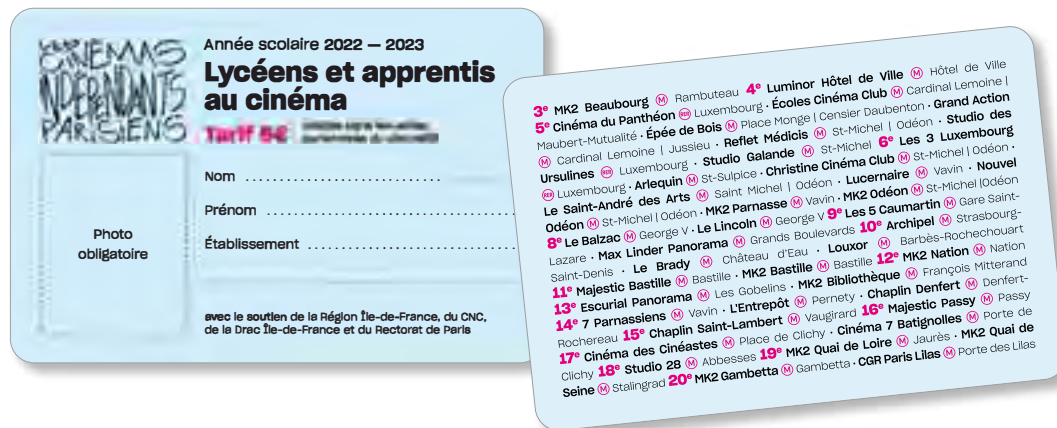 CINEMAS
INDEPENDANTS
PARISIENS
Année scolaire 2022 – 2023
Lycéens et apprentis
au cinéma
Tarif 5€
Nom
Prénom
Établissement
Photo
obligatoire
avec le soutien de la Région Île-de-France, du CNC,
de la Drac Île-de-France et du Rectorat de Paris
3e MK2 Beaubourg Ⓜ Rambuteau 4e Luminor Hôtel de Ville Ⓜ Hôtel de Ville
5e Cinéma du Panthéon RER Luxembourg · Écoles Cinéma Club Ⓜ Cardinal Lemoine |
Maubert-Mutualité · Épée de Bois Ⓜ Place Monge | Censier Daubenton · Grand Action
Ⓜ Cardinal Lemoine | Jussieu · Reflet Médicis Ⓜ St-Michel | Odéon · Studio des
Ursulines RER Luxembourg · Studio Galande Ⓜ St-Michel 6e Les 3 Luxembourg
RER Luxembourg · Arlequin Ⓜ St-Sulpice · Christine Cinéma Club Ⓜ St-Michel | Odéon ·
Le Saint-André des Arts Ⓜ Saint Michel | Odéon · Lucernaire Ⓜ Vavin · Nouvel
Odéon Ⓜ St-Michel | Odéon · MK2 Parnasse Ⓜ Vavin · MK2 Odéon Ⓜ St-Michel |Odéon
8e Le Balzac Ⓜ George V · Le Lincoln Ⓜ George V 9e Les 5 Caumartin Ⓜ Gare Saint-
Lazare · Max Linder Panorama Ⓜ Grands Boulevards 10e Archipel Ⓜ Strasbourg-
Saint-Denis · Le Brady Ⓜ Château d'Eau · Louxor Ⓜ Barbès-Rochechouart
11e Majestic Bastille Ⓜ Bastille · MK2 Bastille Ⓜ Bastille 12e MK2 Nation Ⓜ Nation
13e Escurial Panorama Ⓜ Les Gobelins · MK2 Bibliothèque Ⓜ François Mitterand
14e 7 Parnassiens Ⓜ Vavin · L'Entrepôt Ⓜ Pernety · Chaplin Denfert Ⓜ Denfert-
Rochereau 15e Chaplin Saint-Lambert Ⓜ Vaugirard 16e Majestic Passy Ⓜ Passy
17e Cinéma des Cinéastes Ⓜ Place de Clichy · Cinéma 7 Batignolles Ⓜ Porte de
Clichy 18e Studio 28 Ⓜ Abbesses 19e MK2 Quai de Loire Ⓜ Jaurès · MK2 Quai de
Seine Ⓜ Stalingrad 20e MK2 Gambetta Ⓜ Gambetta · CGR Paris Lilas Ⓜ Porte des Lilas